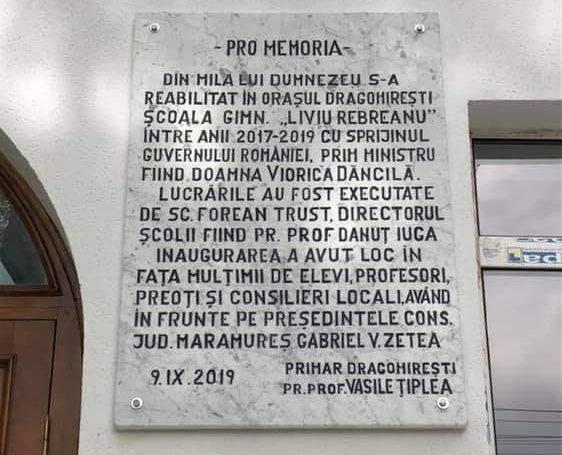 - PRO MEMORIA -
DIN MILA LUI DUMNEZEU S-A
REABILITAT ÎN ORAȘUL DRAGOMIREȘTI
ȘCOALA GIMN. „LIVIU REBREANU”
ÎNTRE ANII 2017-2019 CU SPRIJINUL
GUVERNULUI ROMÂNIEI, PRIM MINISTRU
FIIND DOAMNA VIORICA DĂNCILĂ.
LUCRĂRILE AU FOST EXECUTATE
DE SC. FOREAN TRUST, DIRECTORUL
ȘCOLII FIIND PR. PROF DANUȚ IUGA
INAUGURAREA A AVUT LOC ÎN
FAȚA MULȚIMII DE ELEVI, PROFESORI,
PREOȚI ȘI CONSILIERI LOCALI, AVÂND
ÎN FRUNTE PE PREȘEDINTELE CONS.
JUD. MARAMUREȘ GABRIEL V. ZETEA
9.IX.2019
PRIMAR DRAGOMIREȘTI
PR. PROF. VASILE ȚIPLEA